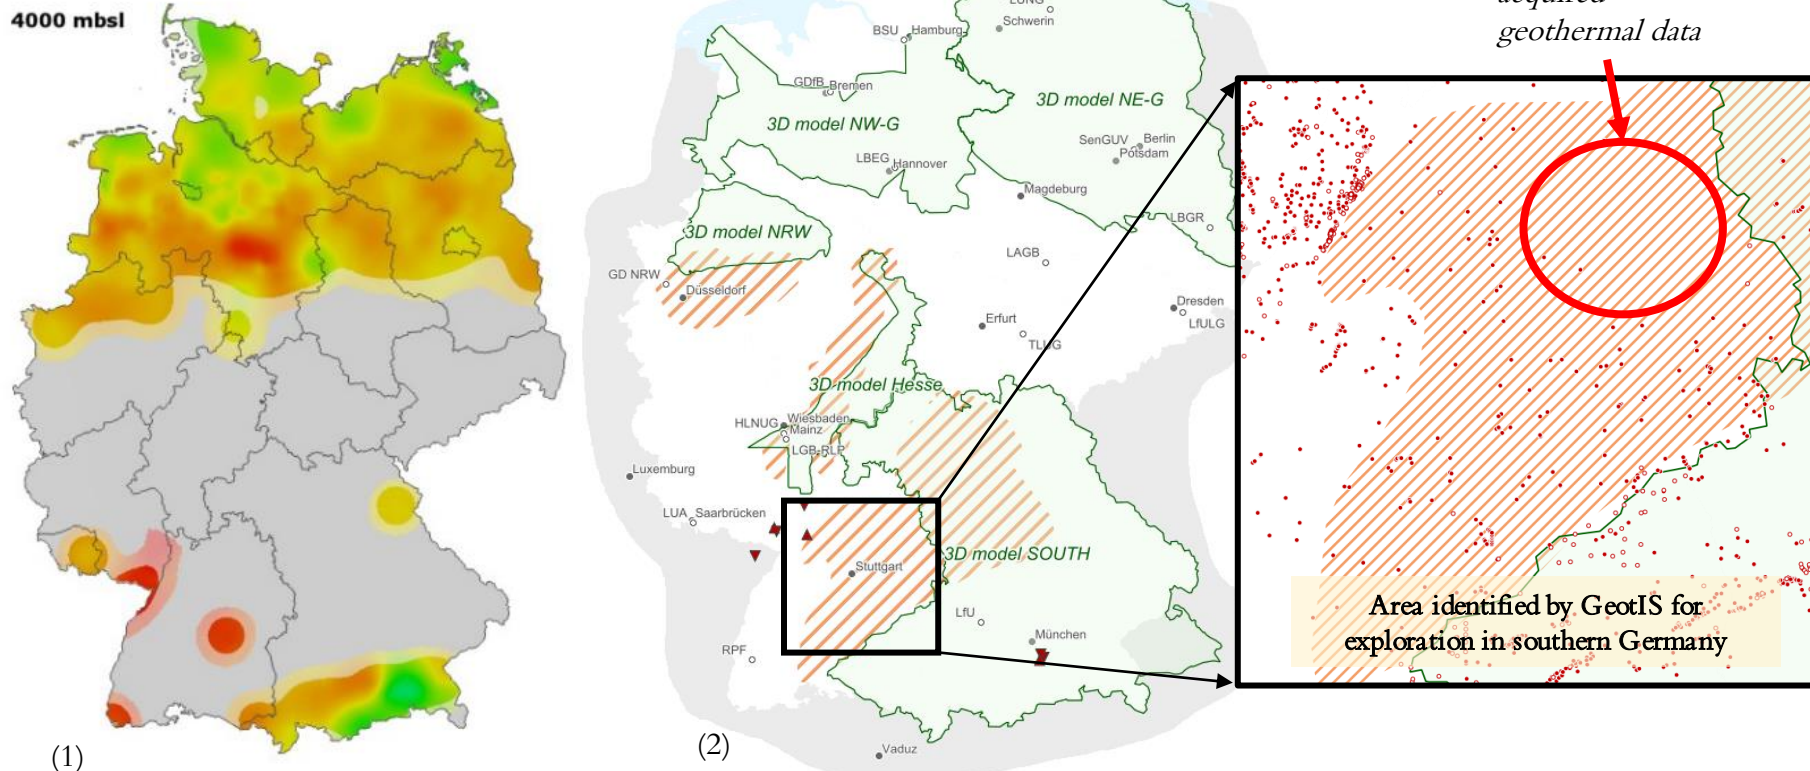 4000 mbsl
(1)
LUNG
Schwerin
BSU
Hamburg
GDfB
Bremen
3D model NE-G
3D model NW-G
SenGUV
Berlin
Potsdam
LBEG
Hannover
Magdeburg
LBGR
3D model NRW
LAGB
GD NRW
Düsseldorf
Dresden
LfULG
Erfurt
TLUG
3D model Hesse
HLNUG
Wiesbaden
Mainz
LGB-RLP
Luxemburg
LUA
Saarbrücken
3D model SOUTH
Stuttgart
LfU
München
RPF
Vaduz
(2)
acquired
geothermal data
Area identified by GeotIS for
exploration in southern Germany